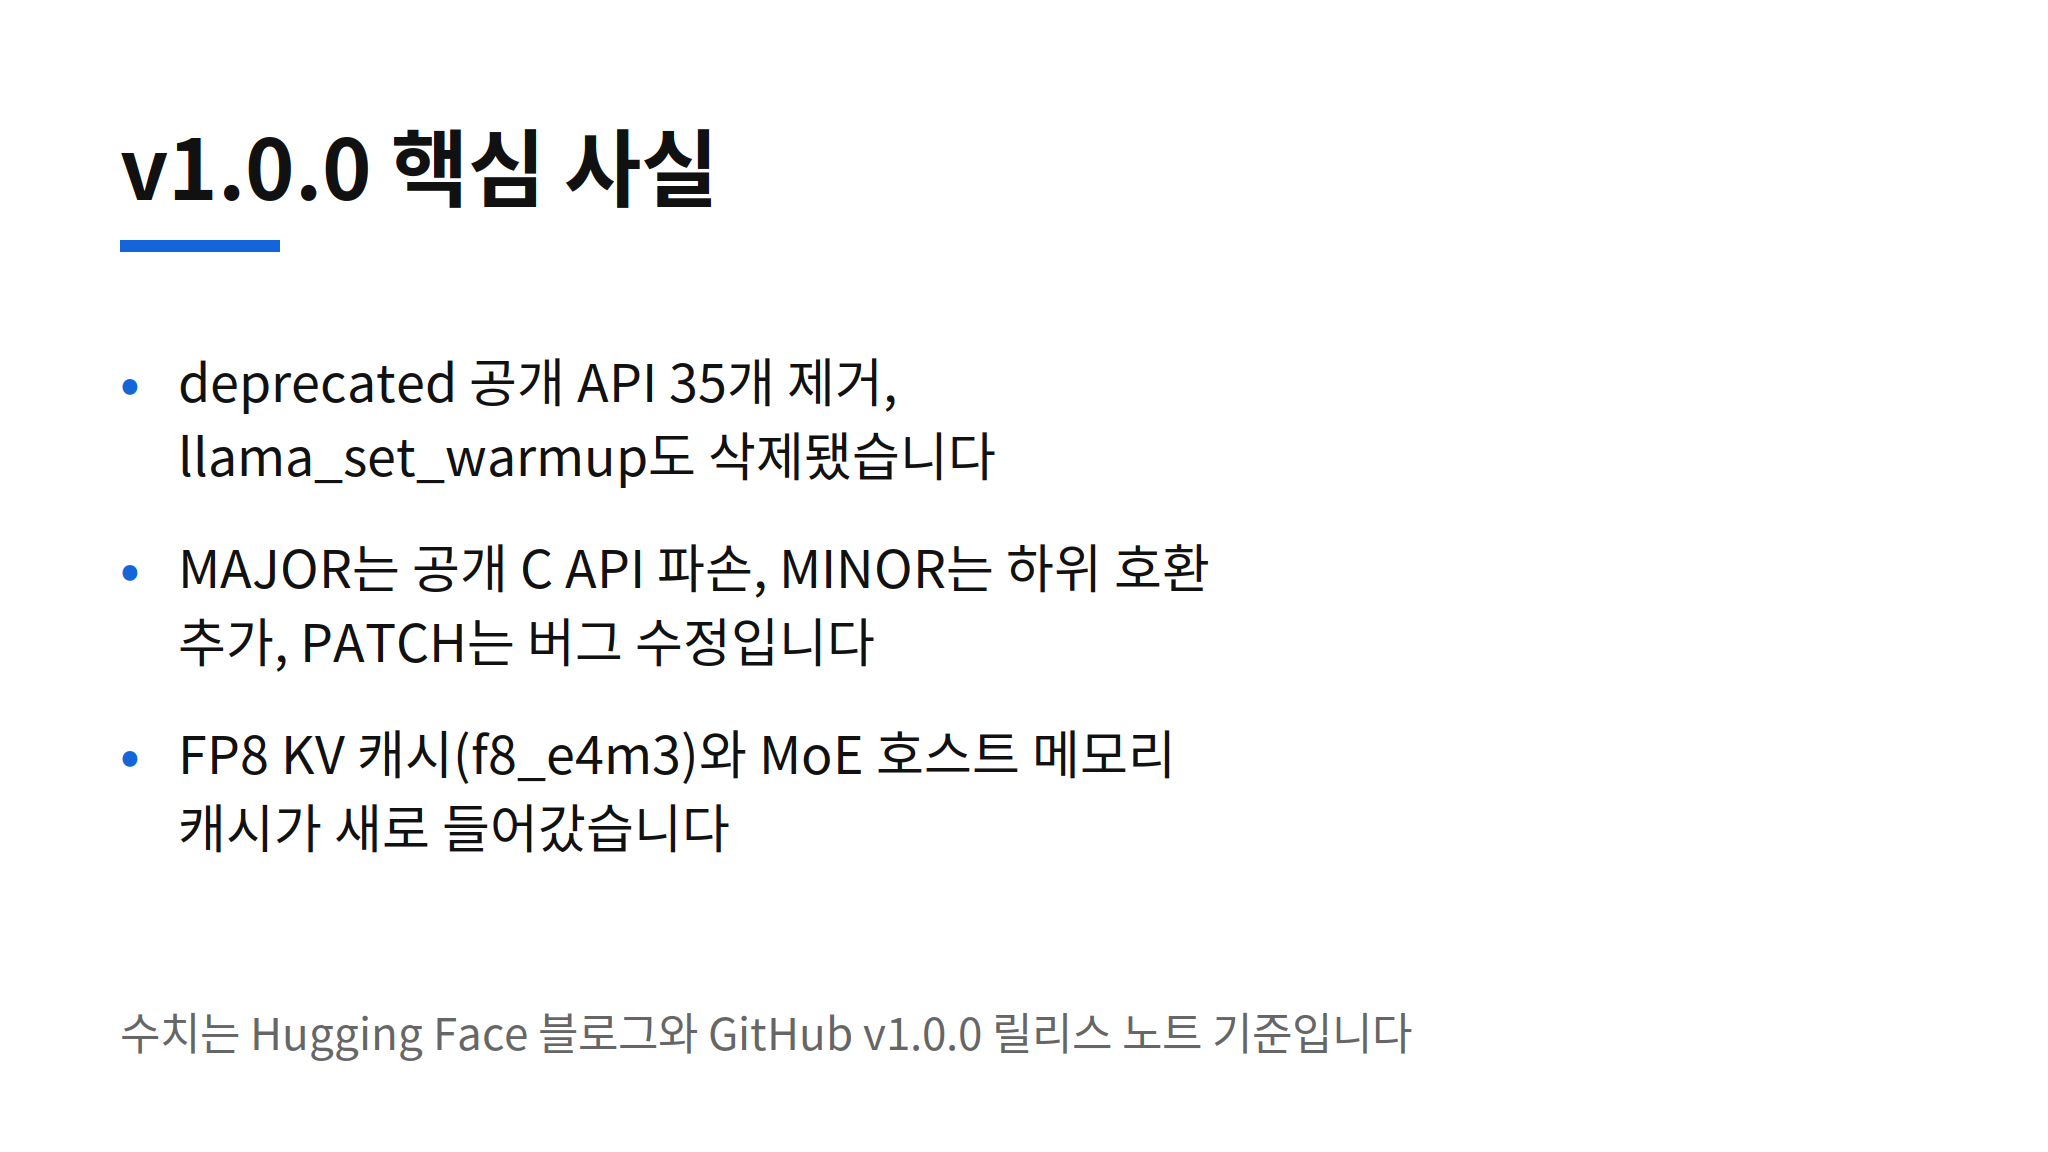 v1.0.0 핵심 사실
• deprecated 공개 API 35개 제거,
llama_set_warmup도 삭제됐습니다
• MAJOR는 공개 C API 파손, MINOR는 하위 호환
추가, PATCH는 버그 수정입니다
• FP8 KV 캐시(f8_e4m3)와 MoE 호스트 메모리
캐시가 새로 들어갔습니다
수치는 Hugging Face 블로그와 GitHub v1.0.0 릴리스 노트 기준입니다